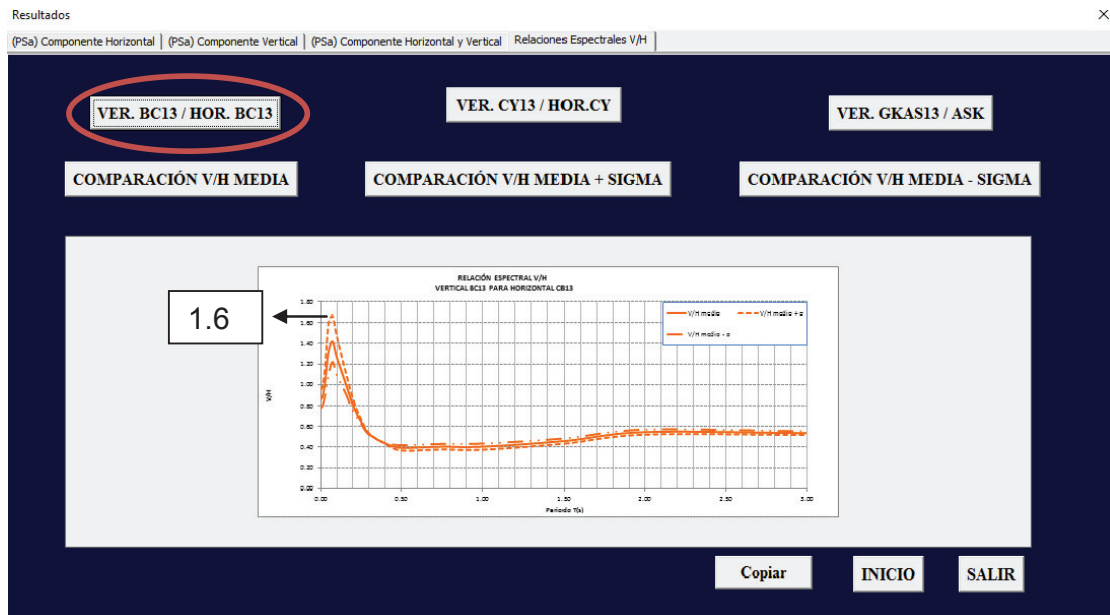 Resultados
(PSa) Componente Horizontal
(PSa) Componente Vertical
(PSa) Componente Horizontal y Vertical
Relaciones Espectrales V/H
VER. BC13 / HOR. BC13
VER. CY13 / HOR.CY
VER. GKAS13 / ASK
COMPARACIÓN V/H MEDIA
COMPARACIÓN V/H MEDIA + SIGMA
COMPARACIÓN V/H MEDIA - SIGMA
RELACIÓN ESPECTRAL V/H
VERTICAL BC13 PARA HORIZONTAL CB13
V/H medio
V/H medio + σ
V/H medio - σ
1.6
1.80
1.60
1.40
1.20
1.00
0.80
0.60
0.40
0.20
0.00
V/H
0.00
0.50
1.00
1.50
2.00
2.50
3.00
Periodo T(s)
Copiar
INICIO
SALIR